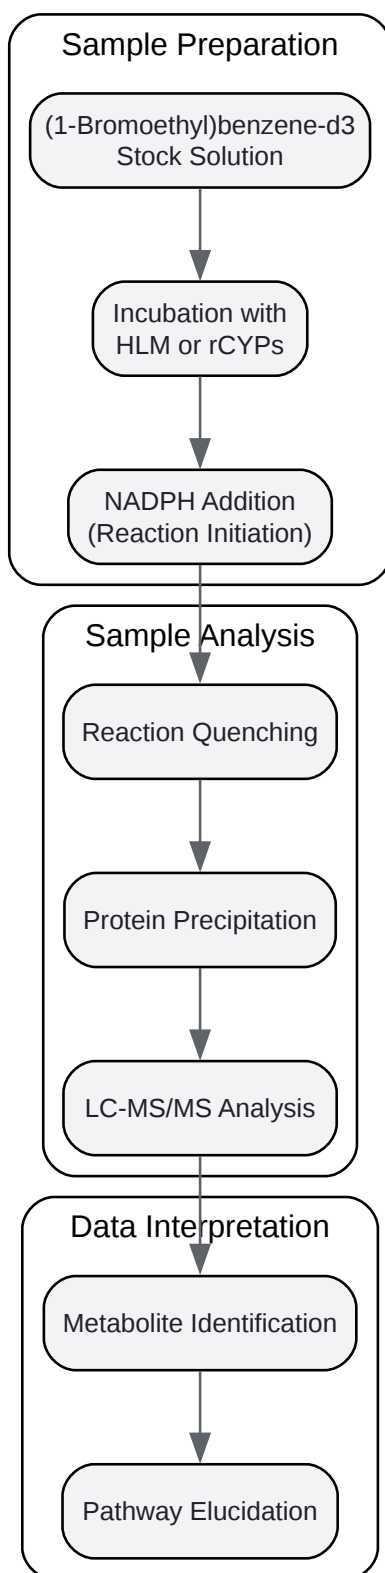 Sample Preparation
(1-Bromoethyl)benzene-d3
Stock Solution
Incubation with
HLM or rCYPs
NADPH Addition
(Reaction Initiation)
Sample Analysis
Reaction Quenching
Protein Precipitation
LC-MS/MS Analysis
Data Interpretation
Metabolite Identification
Pathway Elucidation